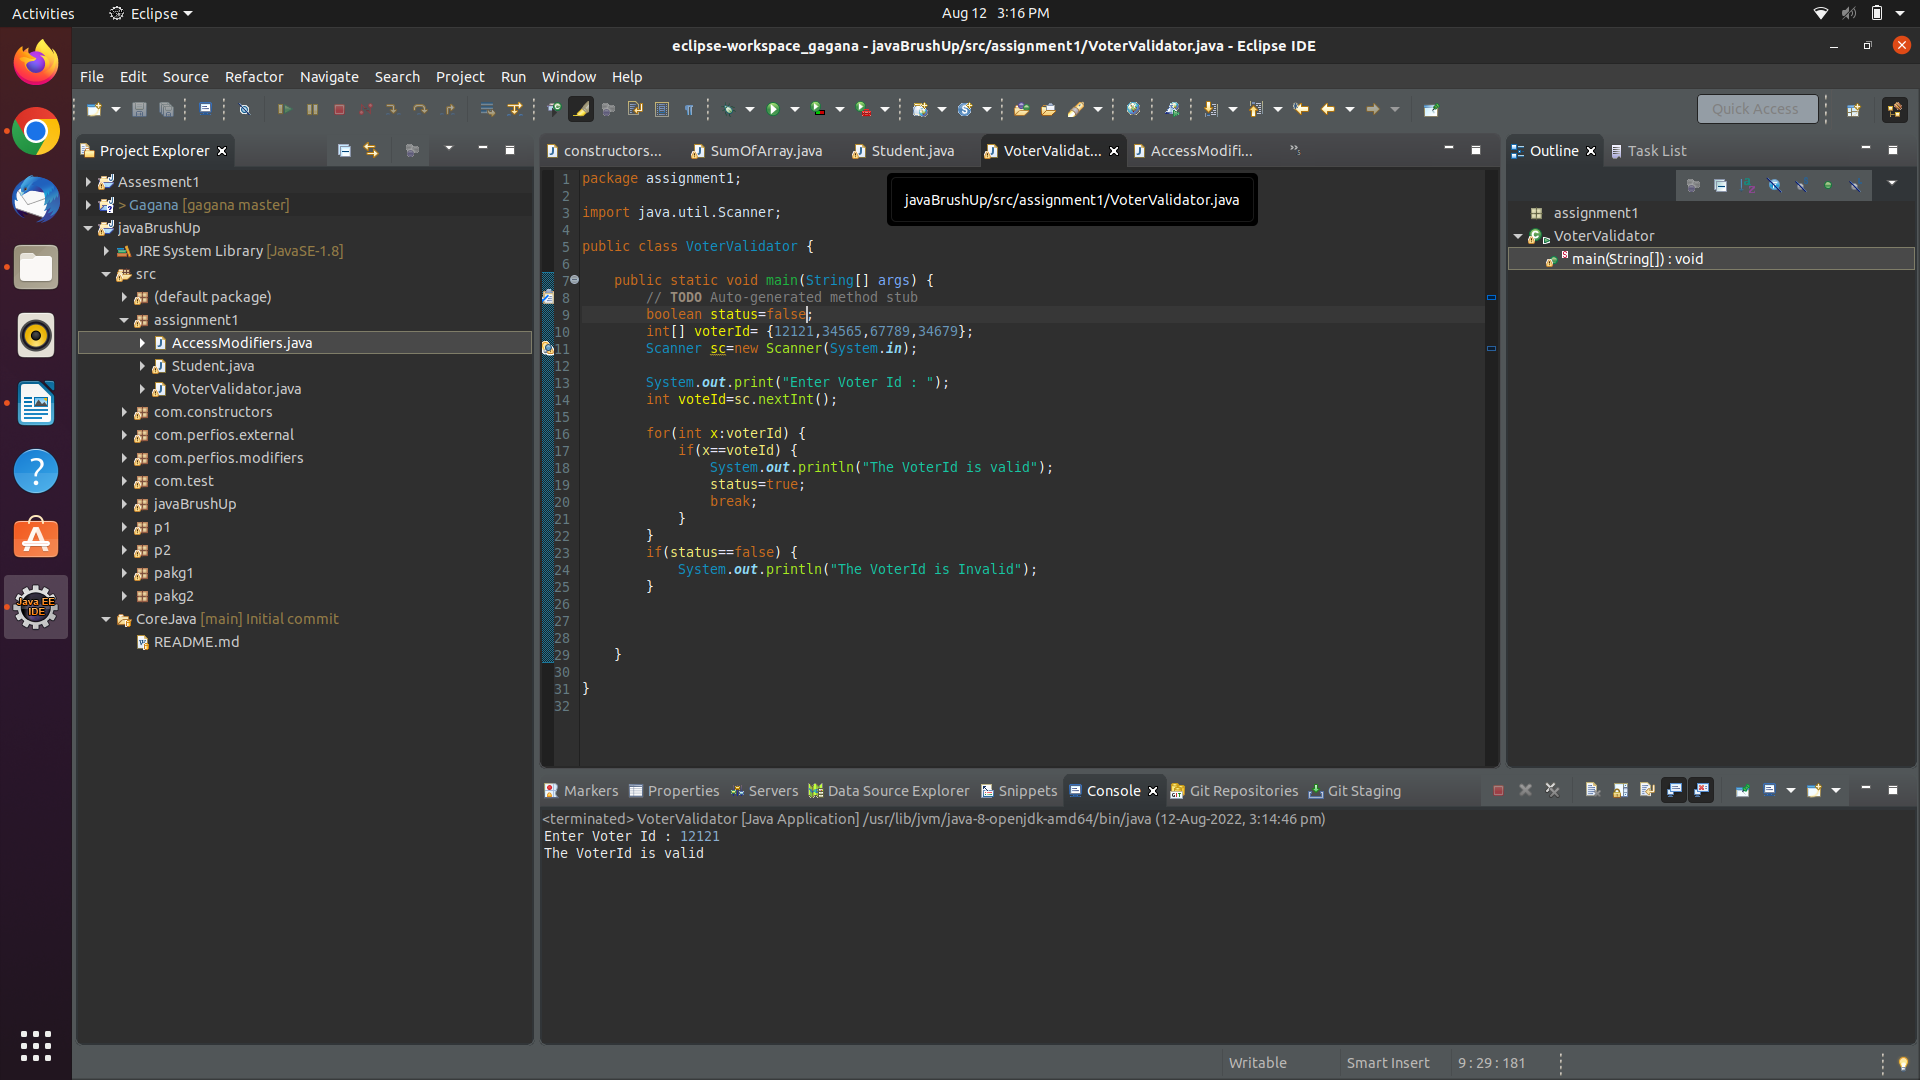 Activities Eclipse Aug 12 3:16 PM
eclipse-workspace_gagana - javaBrushUp/src/assignment1/VoterValidator.java - Eclipse IDE
File Edit Source Refactor Navigate Search Project Run Window Help
Quick Access
Project Explorer
Assesment1
> Gagana [gagana master]
javaBrushUp
JRE System Library [JavaSE-1.8]
src
(default package)
assignment1
AccessModifiers.java
Student.java
VoterValidator.java
com.constructors
com.perfios.external
com.perfios.modifiers
com.test
javaBrushUp
p1
p2
pakg1
pakg2
CoreJava [main] Initial commit
README.md
Java EE
IDE
constructors... SumOfArray.java Student.java VoterValidat... AccessModifi...
javaBrushUp/src/assignment1/VoterValidator.java
1 package assignment1;
2
3 import java.util.Scanner;
4
5 public class VoterValidator {
6
7 public static void main(String[] args) {
8 // TODO Auto-generated method stub
9 boolean status=false;
10 int[] voterId= {12121,34565,67789,34679};
11 Scanner sc=new Scanner(System.in);
12
13 System.out.print("Enter Voter Id : ");
14 int voteId=sc.nextInt();
15
16 for(int x:voterId) {
17 if(x==voteId) {
18 System.out.println("The VoterId is valid");
19 status=true;
20 break;
21 }
22 }
23 if(status==false) {
24 System.out.println("The VoterId is Invalid");
25 }
26
27
28
29 }
30
31 }
32
Outline Task List
assignment1
VoterValidator
main(String[]) : void
Markers Properties Servers Data Source Explorer Snippets Console Git Repositories Git Staging
<terminated> VoterValidator [Java Application] /usr/lib/jvm/java-8-openjdk-amd64/bin/java (12-Aug-2022, 3:14:46 pm)
Enter Voter Id : 12121
The VoterId is valid
Writable Smart Insert 9 : 29 : 181